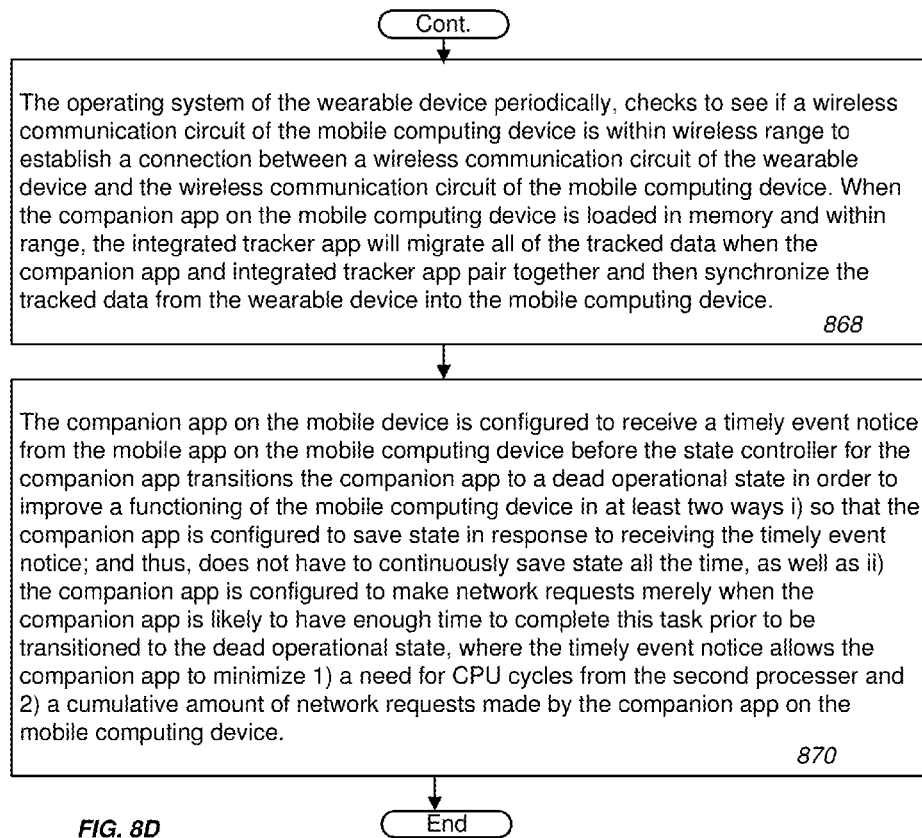 Cont.
The operating system of the wearable device periodically, checks to see if a wireless
communication circuit of the mobile computing device is within wireless range to
establish a connection between a wireless communication circuit of the wearable
device and the wireless communication circuit of the mobile computing device. When
the companion app on the mobile computing device is loaded in memory and within
range, the integrated tracker app will migrate all of the tracked data when the
companion app and integrated tracker app pair together and then synchronize the
tracked data from the wearable device into the mobile computing device.
868
The companion app on the mobile device is configured to receive a timely event notice
from the mobile app on the mobile computing device before the state controller for the
companion app transitions the companion app to a dead operational state in order to
improve a functioning of the mobile computing device in at least two ways i) so that the
companion app is configured to save state in response to receiving the timely event
notice; and thus, does not have to continuously save state all the time, as well as ii)
the companion app is configured to make network requests merely when the
companion app is likely to have enough time to complete this task prior to be
transitioned to the dead operational state, where the timely event notice allows the
companion app to minimize 1) a need for CPU cycles from the second processer and
2) a cumulative amount of network requests made by the companion app on the
mobile computing device.
870
FIG. 8D
End